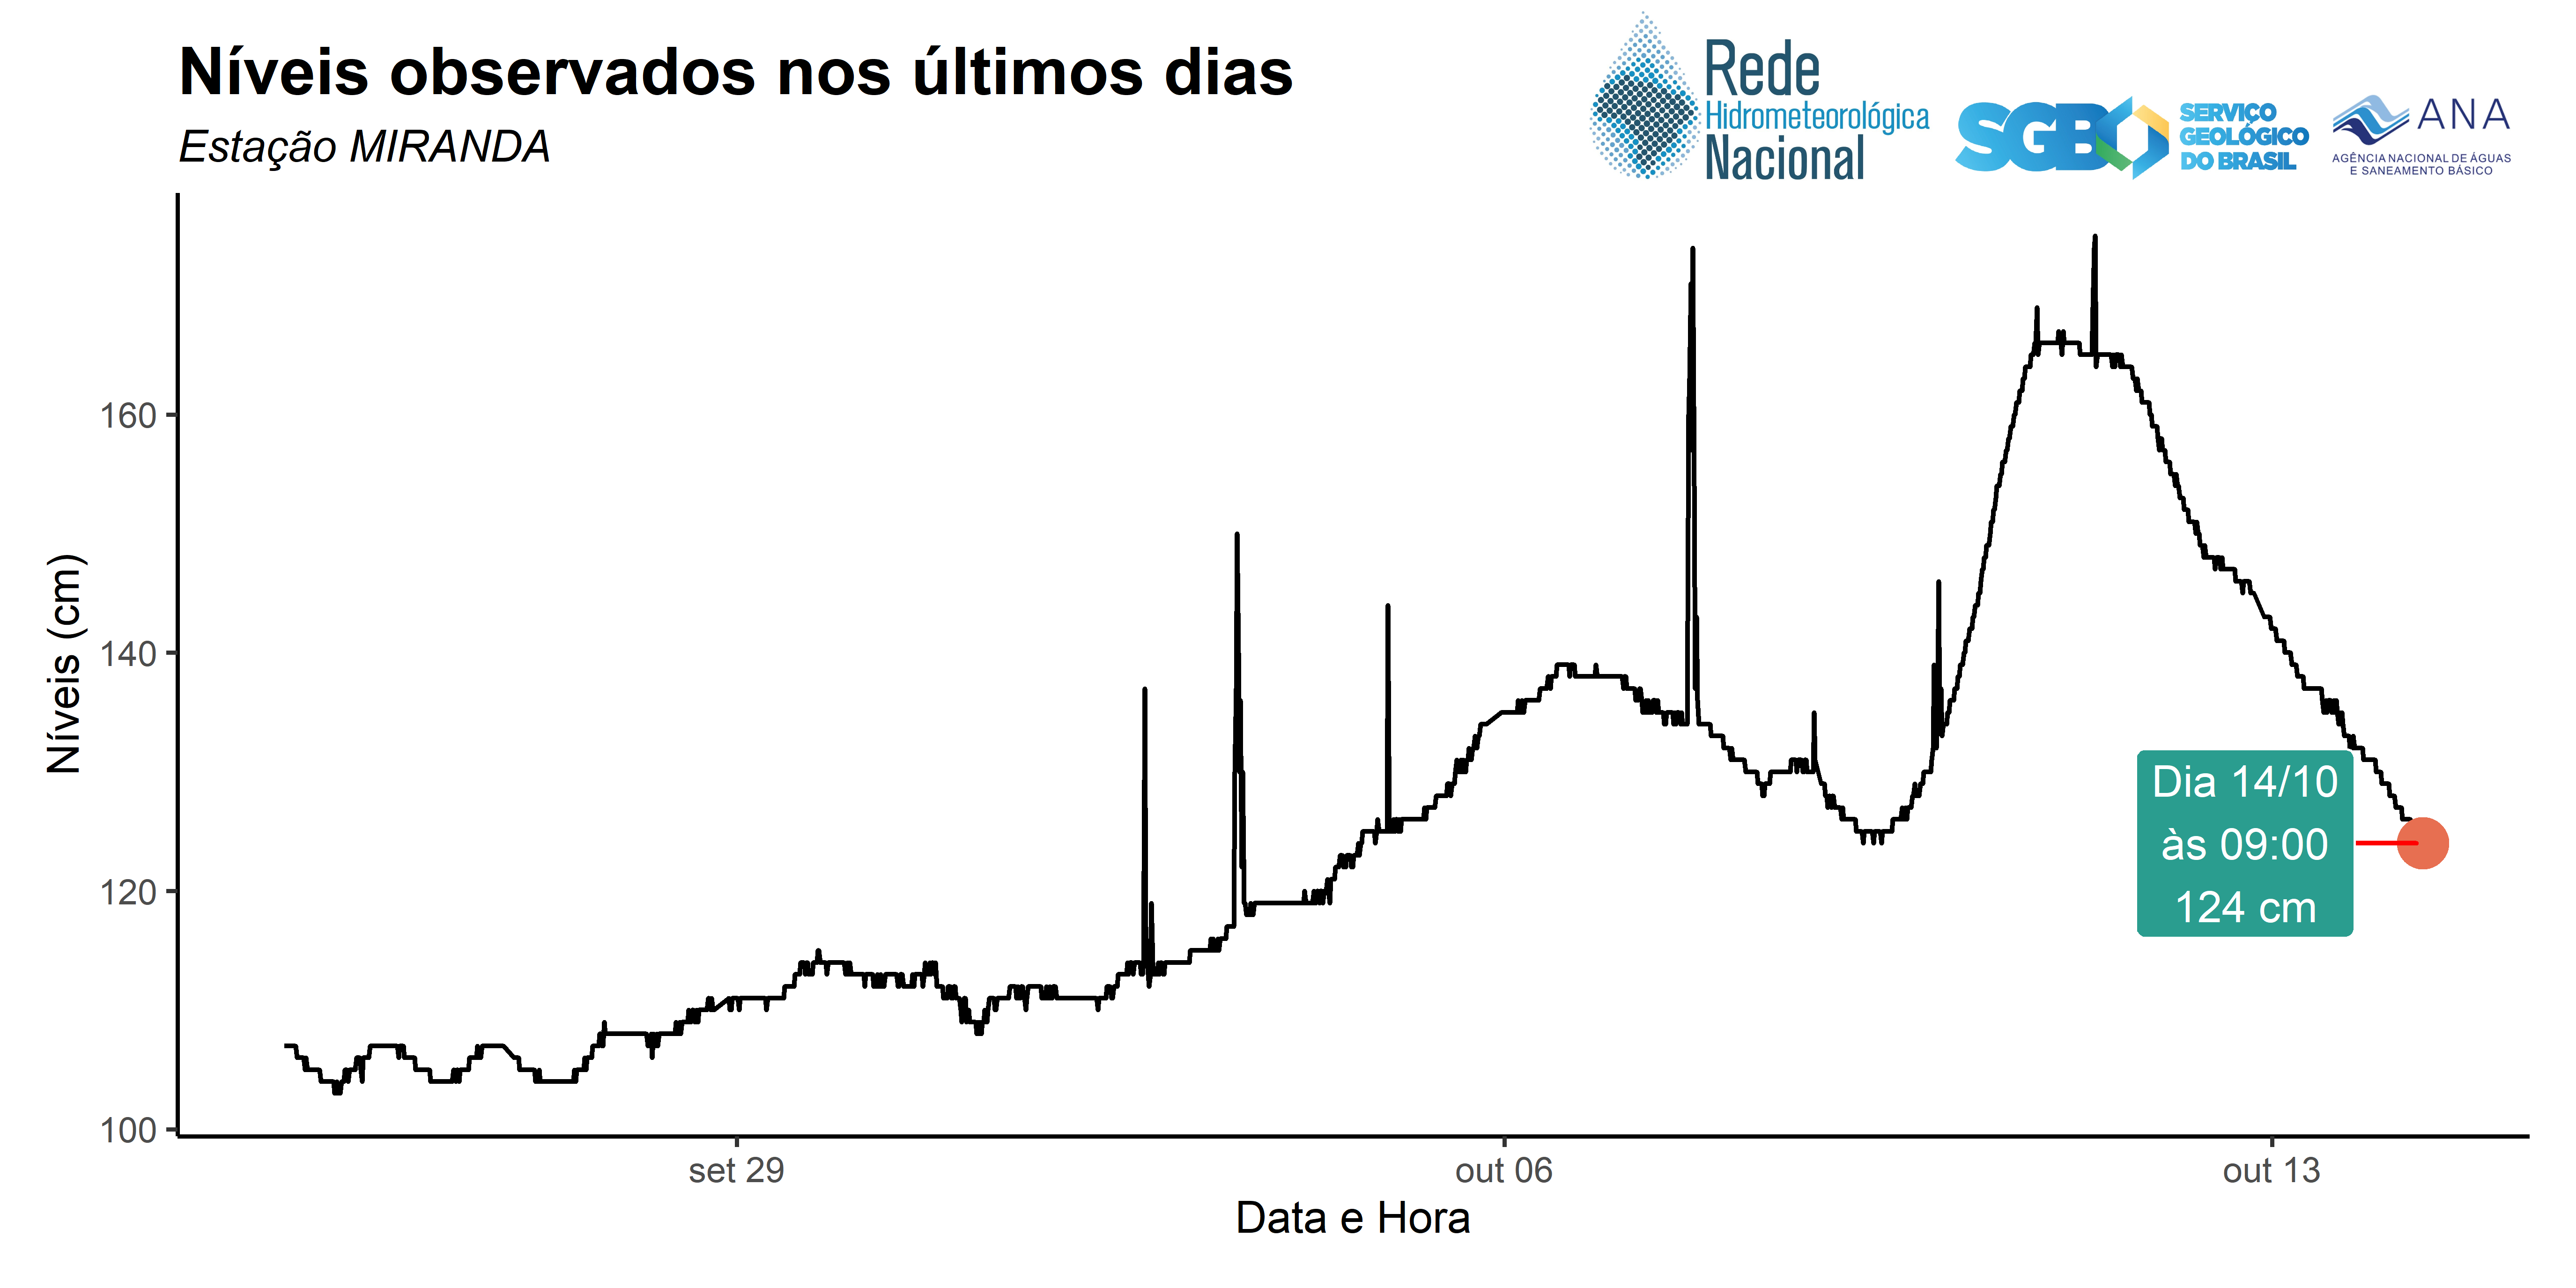 Níveis observados nos últimos dias
Estação MIRANDA
Rede
Hidrometeorológica
Nacional
SGB
SERVIÇO
GEOLÓGICO
DO BRASIL
ANA
AGÊNCIA NACIONAL DE ÁGUAS
E SANEAMENTO BÁSICO
Níveis (cm)
160
140
120
100
Dia 14/10
às 09:00
124 cm
set 29
out 06
out 13
Data e Hora